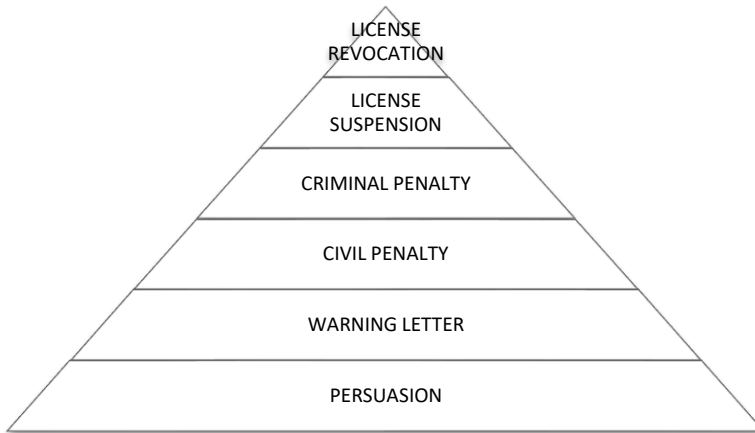 LICENSE
REVOCATION
LICENSE
SUSPENSION
CRIMINAL PENALTY
CIVIL PENALTY
WARNING LETTER
PERSUASION